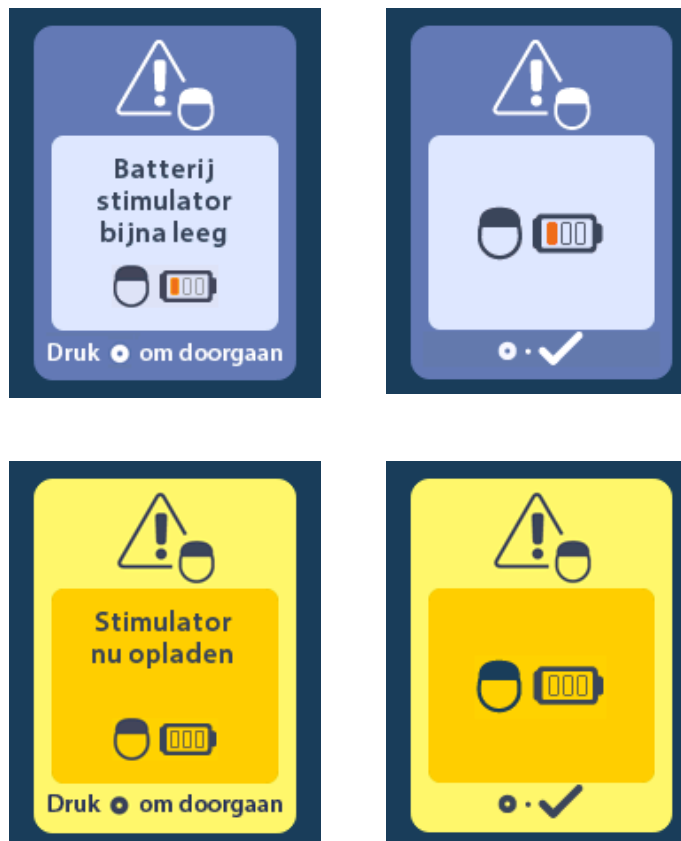 Batterij
stimulator
bijna leeg
Druk om doorgaan
Stimulator
nu opladen
Druk om doorgaan